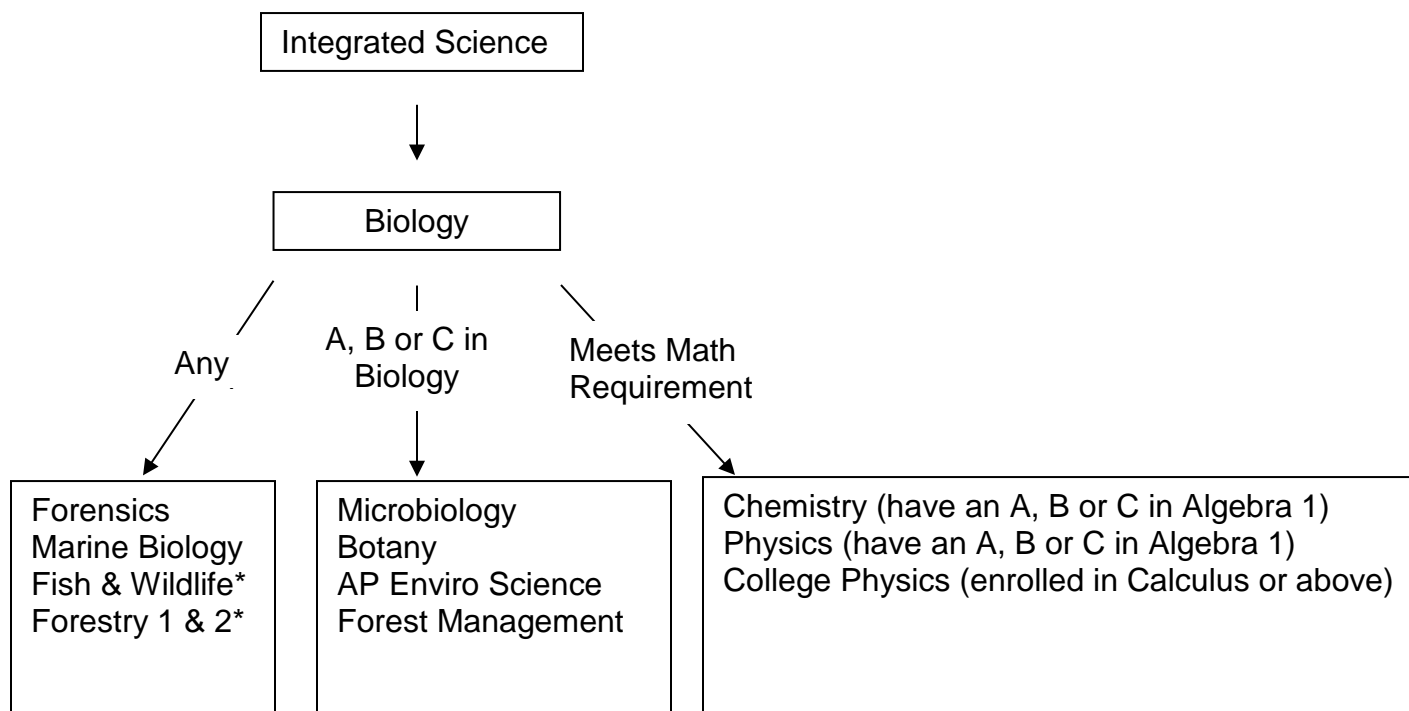 Integrated Science
Biology
Any
A, B or C in
Biology
Meets Math
Requirement
Forensics
Marine Biology
Fish & Wildlife*
Forestry 1 & 2*
Microbiology
Botany
AP Enviro Science
Forest Management
Chemistry (have an A, B or C in Algebra 1)
Physics (have an A, B or C in Algebra 1)
College Physics (enrolled in Calculus or above)